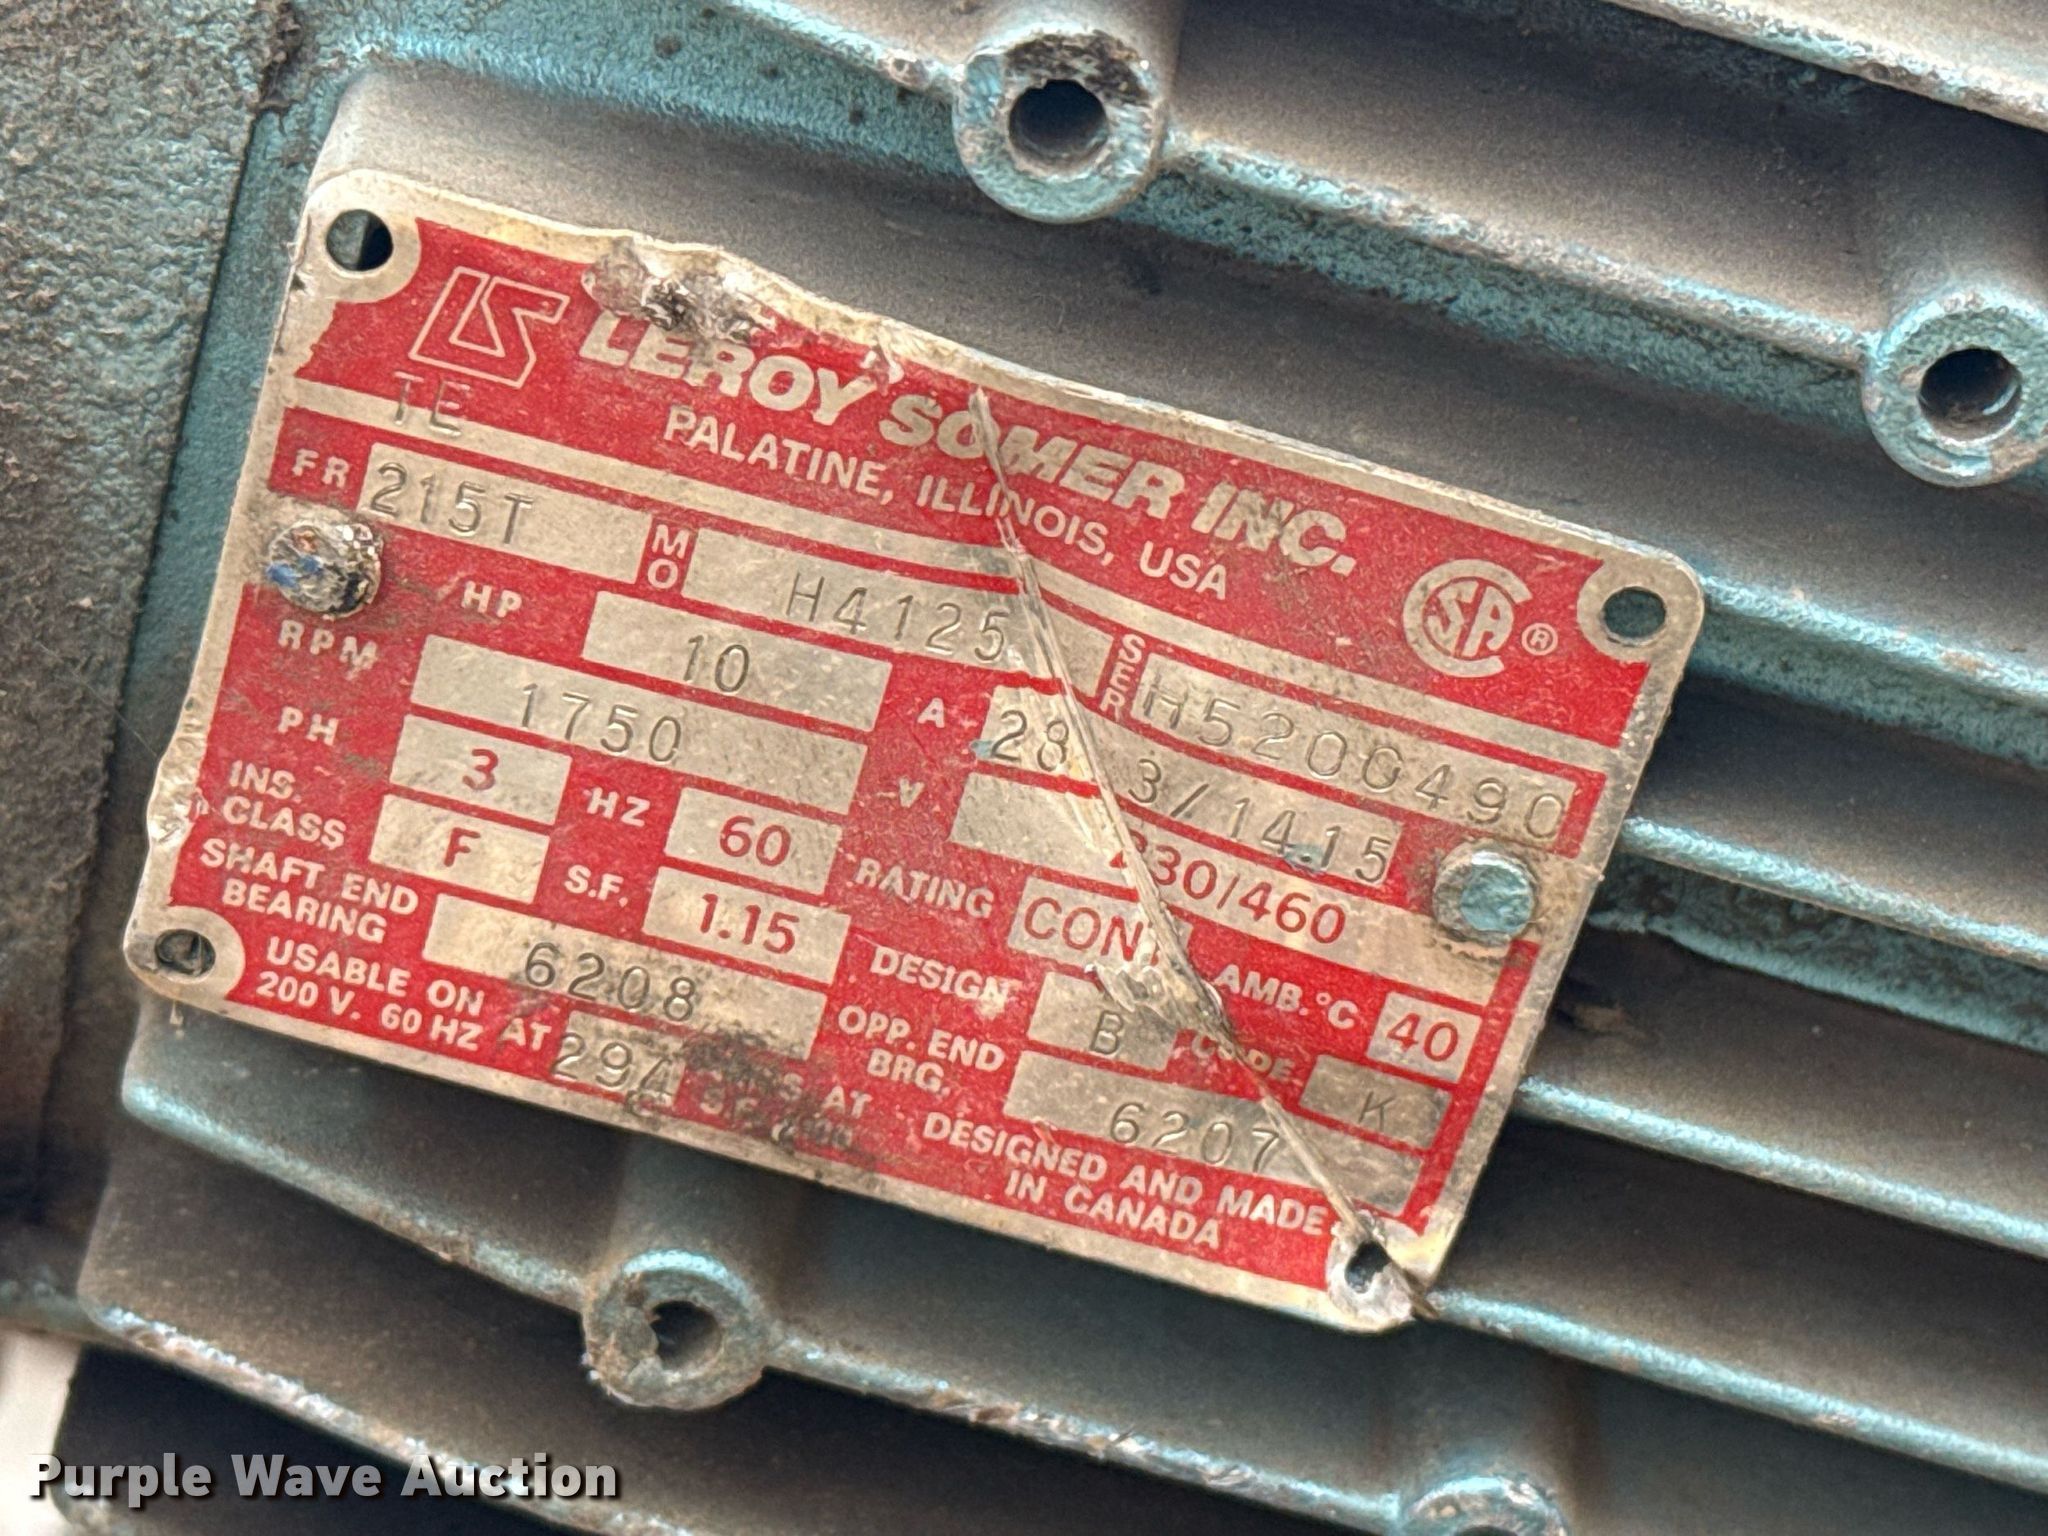 LS
LEROY SOMER INC.
PALATINE, ILLINOIS, USA
SA ®
TE
FR 215T MO H4125 SER H5200490
HP 10 A 28 3/14.15
RPM 1750 V 230/460
PH 3 HZ 60 RATING CONT AMB. °C 40
INS. CLASS F S.F. 1.15 DESIGN B CODE K
SHAFT END BEARING 6208 OPP. END BRG. 6207
USABLE ON
200 V. 60 HZ AT 29A AT
S.F.
DESIGNED AND MADE
IN CANADA
Purple Wave Auction